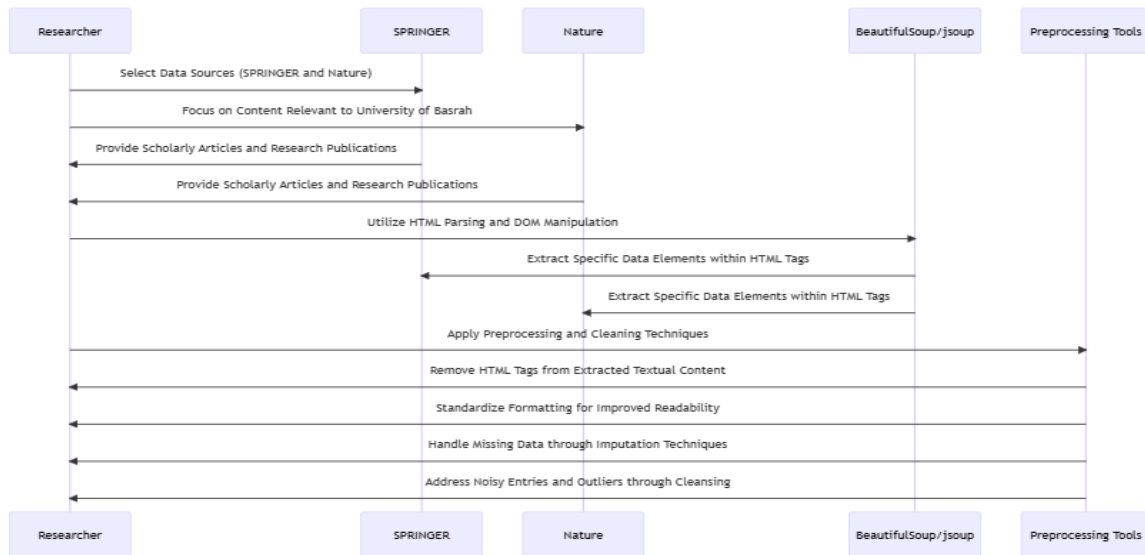 Researcher
SPRINGER
Nature
BeautifulSoup/jsoup
Preprocessing Tools
Select Data Sources (SPRINGER and Nature)
Focus on Content Relevant to University of Basrah
Provide Scholarly Articles and Research Publications
Provide Scholarly Articles and Research Publications
Utilize HTML Parsing and DOM Manipulation
Extract Specific Data Elements within HTML Tags
Extract Specific Data Elements within HTML Tags
Apply Preprocessing and Cleaning Techniques
Remove HTML Tags from Extracted Textual Content
Standardize Formatting for Improved Readability
Handle Missing Data through Imputation Techniques
Address Noisy Entries and Outliers through Cleansing
Researcher
SPRINGER
Nature
BeautifulSoup/jsoup
Preprocessing Tools